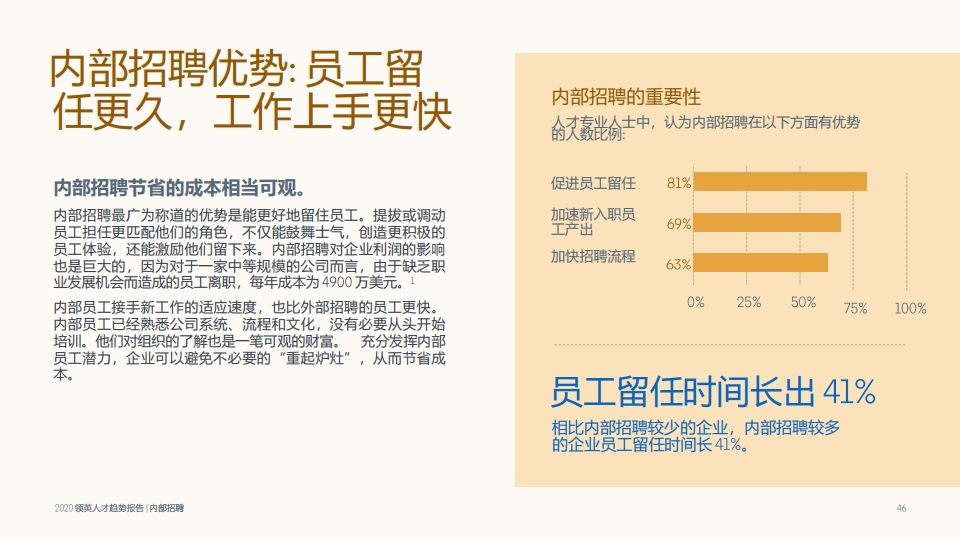 内部招聘优势: 员工留
任更久，工作上手更快
内部招聘节省的成本相当可观。
内部招聘最广为称道的优势是能更好地留住员工。提拔或调动
员工担任更匹配他们的角色，不仅能鼓舞士气，创造更积极的
员工体验，还能激励他们留下来。内部招聘对企业利润的影响
也是巨大的，因为对于一家中等规模的公司而言，由于缺乏职
业发展机会而造成的员工离职，每年成本为 4900 万美元。1
内部员工接手新工作的适应速度，也比外部招聘的员工更快。
内部员工已经熟悉公司系统、流程和文化，没有必要从头开始
培训。他们对组织的了解也是一笔可观的财富。 充分发挥内部
员工潜力，企业可以避免不必要的“重起炉灶”，从而节省成
本。
内部招聘的重要性
人才专业人士中，认为内部招聘在以下方面有优势
的人数比例:
促进员工留任 81%
加速新入职员
工产出 69%
加快招聘流程 63%
0% 25% 50% 75% 100%
员工留任时间长出 41%
相比内部招聘较少的企业，内部招聘较多
的企业员工留任时间长 41%。
2020 领英人才趋势报告 | 内部招聘
46